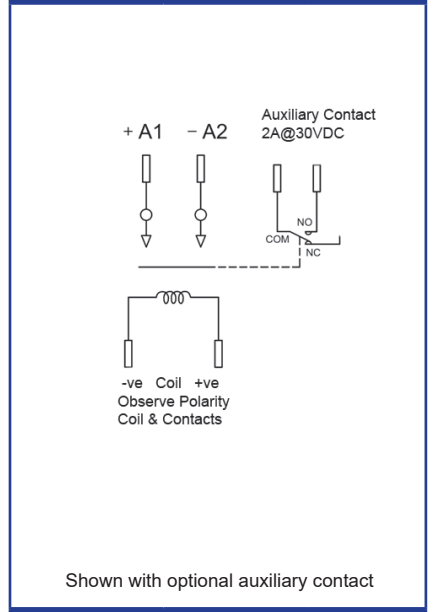 Auxiliary Contact
2A@30VDC
+ A1 − A2
NO
COM
NC
-ve Coil +ve
Observe Polarity
Coil & Contacts
Shown with optional auxiliary contact